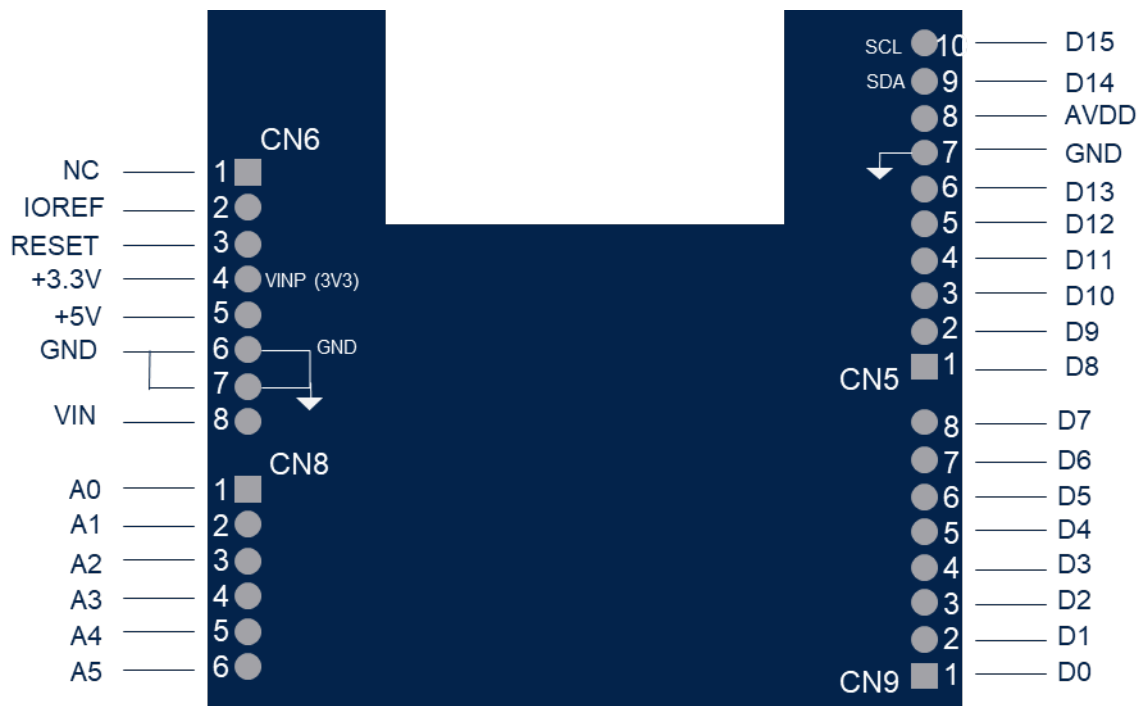 CN6
NC 1
IOREF 2
RESET 3
+3.3V 4 VINP (3V3)
+5V 5
GND 6 GND
7
VIN 8
CN8
A0 1
A1 2
A2 3
A3 4
A4 5
A5 6
SCL 10 D15
SDA 9 D14
8 AVDD
7 GND
6 D13
5 D12
4 D11
3 D10
2 D9
CN5 1 D8
8 D7
7 D6
6 D5
5 D4
4 D3
3 D2
2 D1
CN9 1 D0